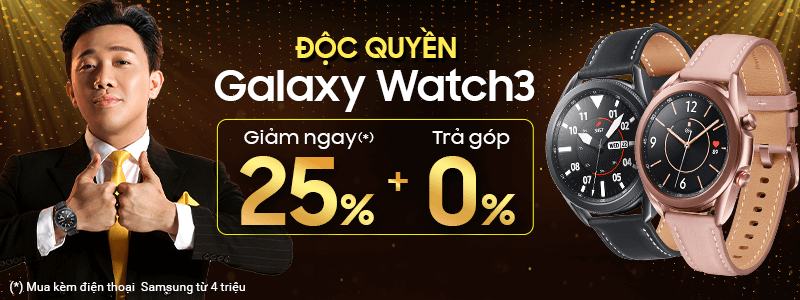 ĐỘC QUYỀN
Galaxy Watch3
Giảm ngay(*)
25%
+
Trả góp
0%
(*) Mua kèm điện thoại Samsung từ 4 triệu